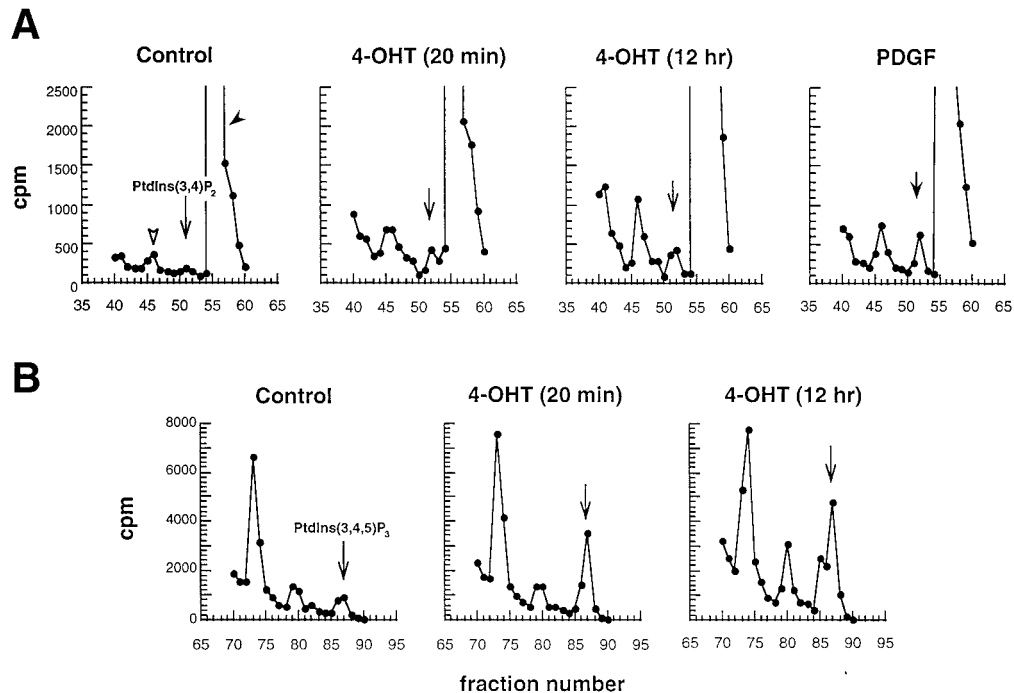 A
Control 4-OHT (20 min) 4-OHT (12 hr) PDGF
2500
2000
1500
1000
500
0
cpm
PtdIns(3,4)P2
35 40 45 50 55 60 65 35 40 45 50 55 60 65 35 40 45 50 55 60 65 35 40 45 50 55 60 65
B
Control 4-OHT (20 min) 4-OHT (12 hr)
8000
6000
4000
2000
0
cpm
PtdIns(3,4,5)P3
65 70 75 80 85 90 95 65 70 75 80 85 90 95 65 70 75 80 85 90 95
fraction number